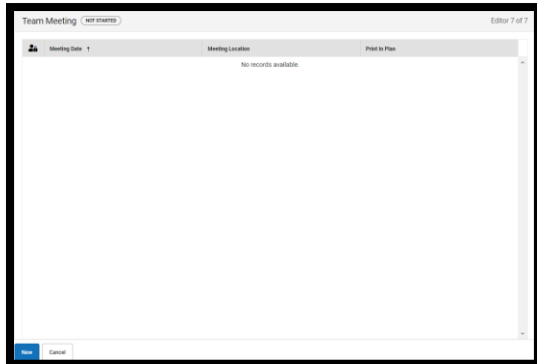 Team Meeting NOT STARTED Editor 7 of 7
Meeting Date ↑ Meeting Location Print In Plan
No records available.
New Cancel